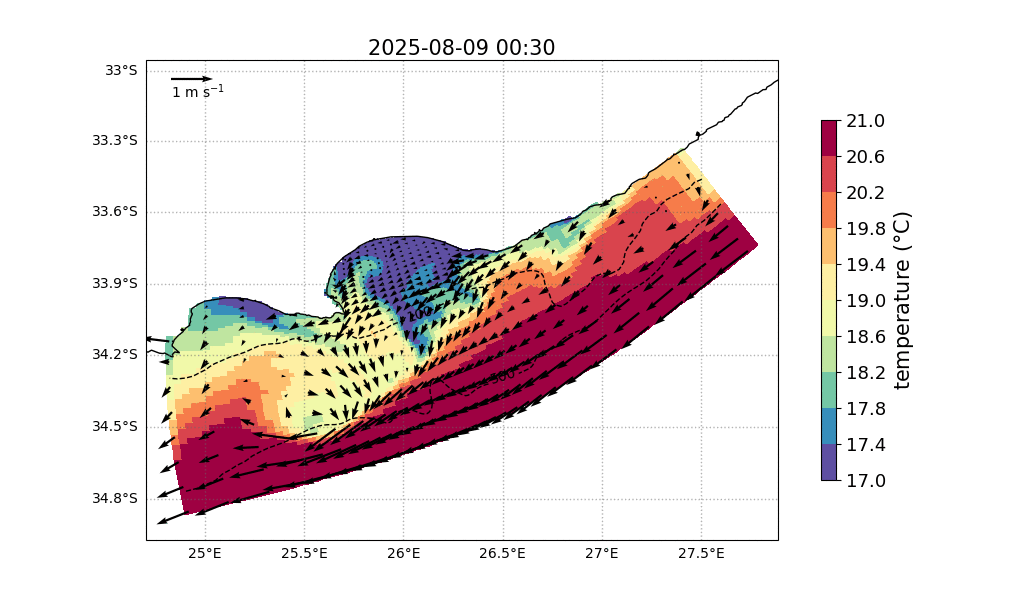 2025-08-09 00:30
1 m s⁻¹
33°S
33.3°S
33.6°S
33.9°S
34.2°S
34.5°S
34.8°S
25°E
25.5°E
26°E
26.5°E
27°E
27.5°E
100
500
21.0
20.6
20.2
19.8
19.4
19.0
18.6
18.2
17.8
17.4
17.0
temperature (°C)